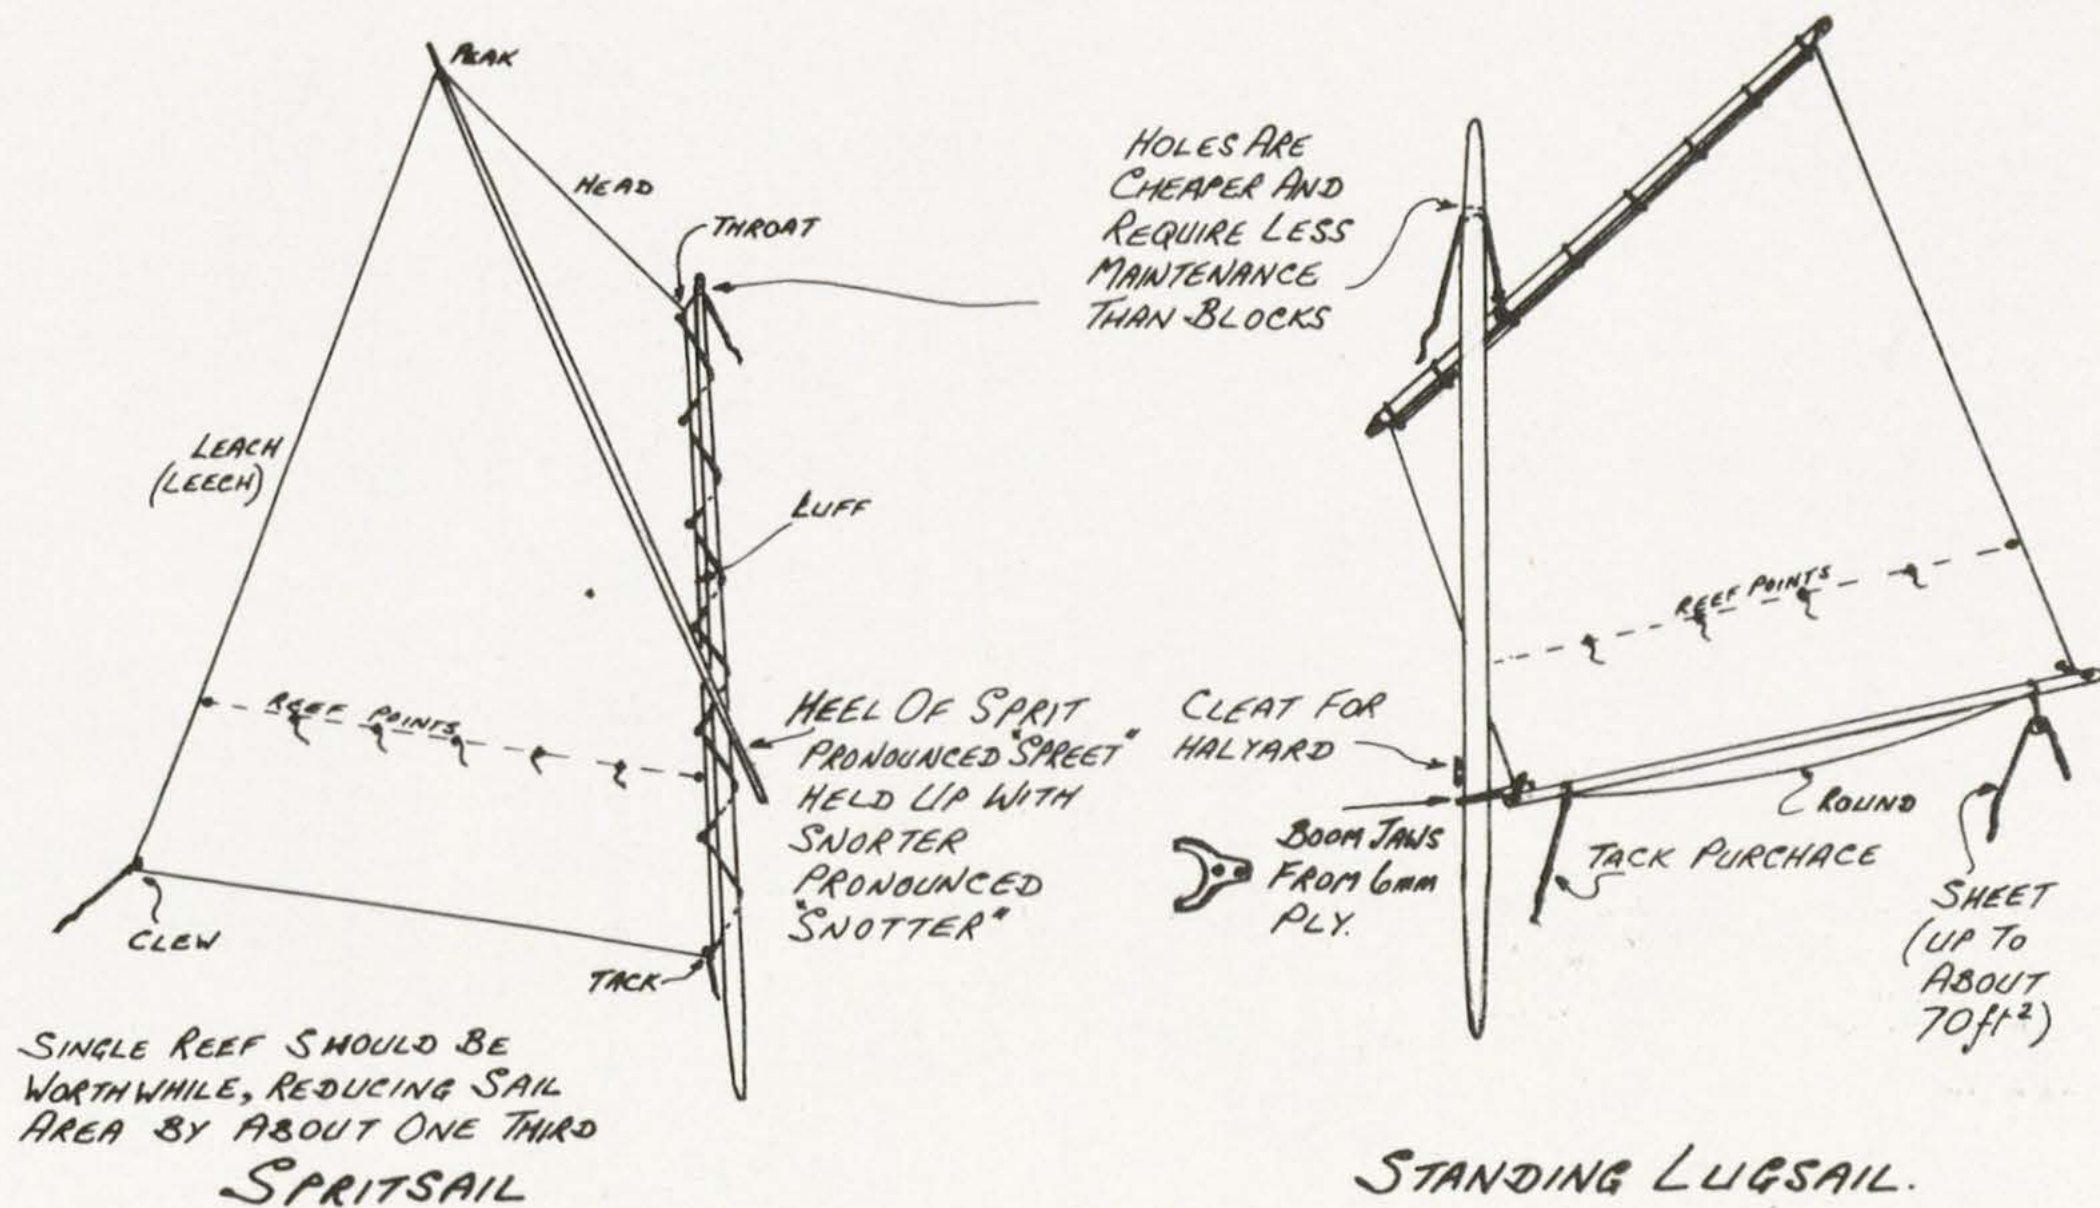 PEAK
HEAD
THROAT
LEACH
(LEECH)
LUFF
REEF POINTS
HEEL OF SPRIT
PRONOUNCED "SPREET"
HELD UP WITH
SNORTER
PRONOUNCED
"SNOTTER"
CLEW
TACK
SINGLE REEF SHOULD BE
WORTHWHILE, REDUCING SAIL
AREA BY ABOUT ONE THIRD
SPRITSAIL
HOLES ARE
CHEAPER AND
REQUIRE LESS
MAINTENANCE
THAN BLOCKS
REEF POINTS
CLEAT FOR
HALYARD
BOOM JAWS
FROM 6mm
PLY.
ROUND
TACK PURCHACE
SHEET
(UP TO
ABOUT
70ft²)
STANDING LUGSAIL.